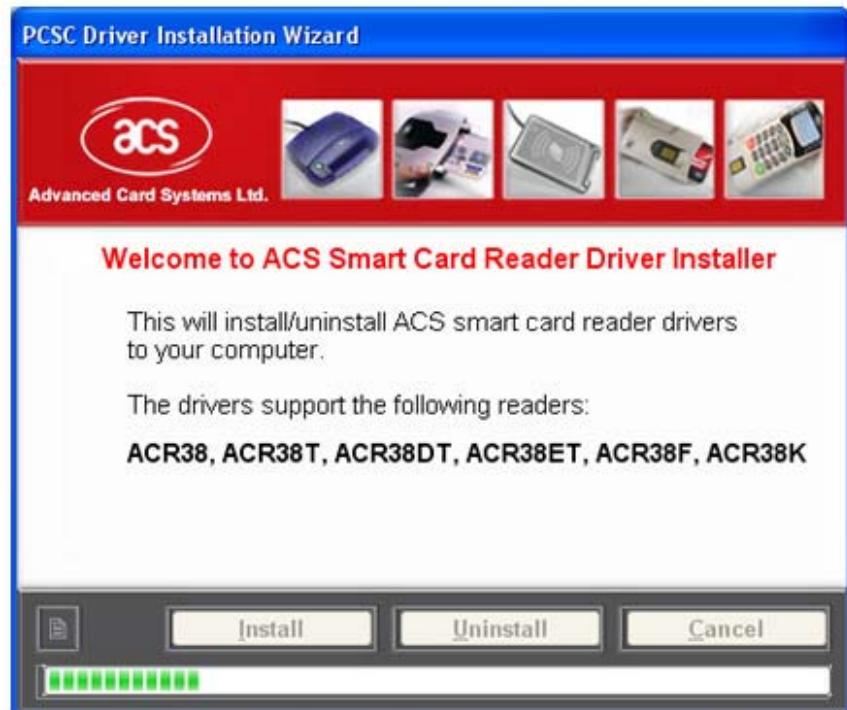 PCSC Driver Installation Wizard
acs
Advanced Card Systems Ltd.
Welcome to ACS Smart Card Reader Driver Installer
This will install/uninstall ACS smart card reader drivers
to your computer.
The drivers support the following readers:
ACR38, ACR38T, ACR38DT, ACR38ET, ACR38F, ACR38K
Install
Uninstall
Cancel